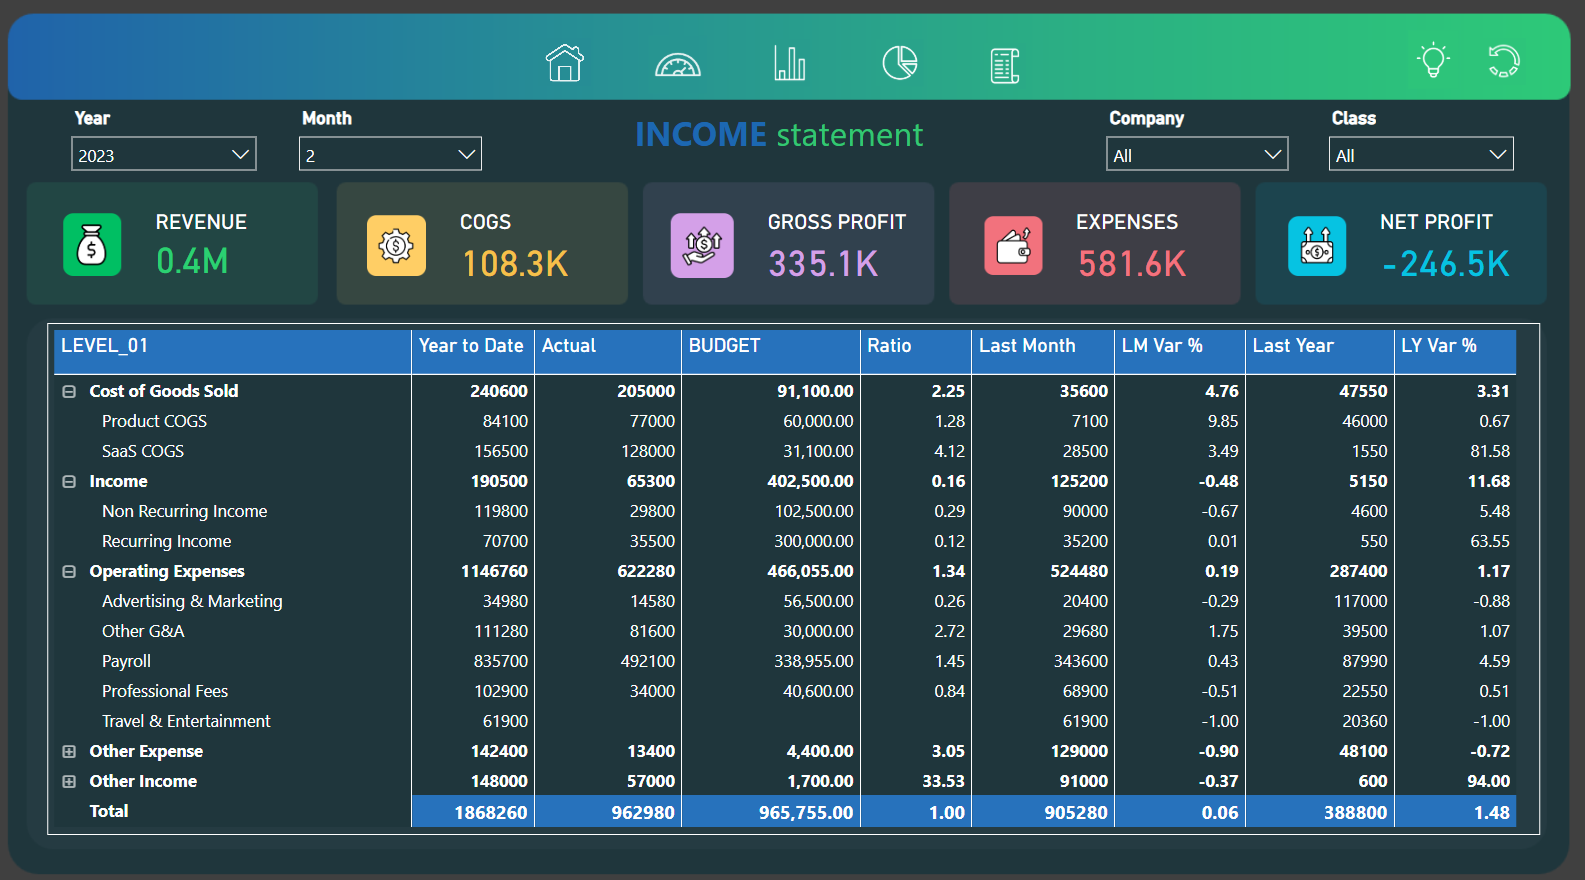 Year Month Company Class
INCOME statement
2023 2 All All
REVENUE COGS GROSS PROFIT EXPENSES NET PROFIT
0.4M 108.3K 335.1K 581.6K -246.5K
LEVEL_01 Year to Date Actual BUDGET Ratio Last Month LM Var % Last Year LY Var %
Cost of Goods Sold 240600 205000 91,100.00 2.25 35600 4.76 47550 3.31
Product COGS 84100 77000 60,000.00 1.28 7100 9.85 46000 0.67
SaaS COGS 156500 128000 31,100.00 4.12 28500 3.49 1550 81.58
Income 190500 65300 402,500.00 0.16 125200 -0.48 5150 11.68
Non Recurring Income 119800 29800 102,500.00 0.29 90000 -0.67 4600 5.48
Recurring Income 70700 35500 300,000.00 0.12 35200 0.01 550 63.55
Operating Expenses 1146760 622280 466,055.00 1.34 524480 0.19 287400 1.17
Advertising & Marketing 34980 14580 56,500.00 0.26 20400 -0.29 117000 -0.88
Other G&A 111280 81600 30,000.00 2.72 29680 1.75 39500 1.07
Payroll 835700 492100 338,955.00 1.45 343600 0.43 87990 4.59
Professional Fees 102900 34000 40,600.00 0.84 68900 -0.51 22550 0.51
Travel & Entertainment 61900 61900 -1.00 20360 -1.00
Other Expense 142400 13400 4,400.00 3.05 129000 -0.90 48100 -0.72
Other Income 148000 57000 1,700.00 33.53 91000 -0.37 600 94.00
Total 1868260 962980 965,755.00 1.00 905280 0.06 388800 1.48